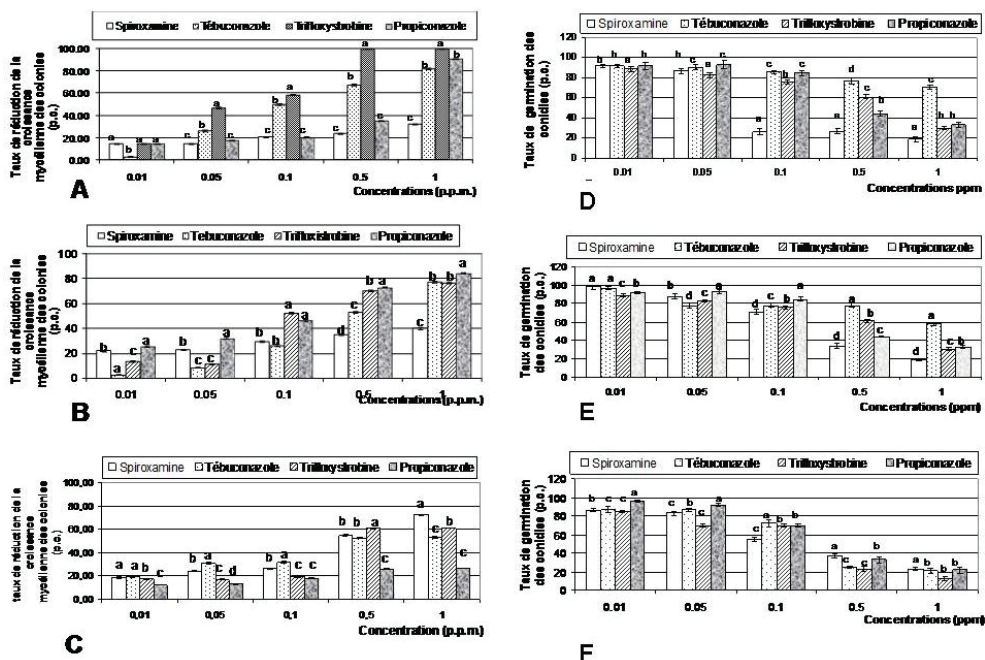 Spiroxamine Tébuconazole Trifloxystrobine Propiconazole
Taux de réduction de la
croissance
mycélienne des colonies
(p.o.)
100.00
80.00
60.00
40.00
20.00
0.00
a b a a
c b a c
c b a c
c b a c
c b a b
0.01 0.05 0.1 0.5 1
Concentrations (p.p.m.)
A
Spiroxamine Tebuconazole Trifloxistrobine Propiconazole
Taux de réduction de la
croissance
mycélienne des colonies
(p.o.)
100
80
60
40
20
0
b a b a
b c c a
b b c a
d c b a
c b b a
0.01 0.05 0.1 0.5 1
Concentrations (p.p.m.)
B
Spiroxamine Tébuconazole Trifloxystrobine Propiconazole
taux de réduction de la
croissance
mycélienne des colonies
(p.o.)
100,00
80,00
60,00
40,00
20,00
0,00
a a b c
b a c d
b a c c
b b a c
a c b c
0,01 0,05 0,1 0,5 1
Concentration (p.p.m.)
C
Spiroxamine Tébuconazole Trifloxystrobine Propiconazole
Taux de germination des
conidiies (p.o.)
100
80
60
40
20
0
0.01 0.05 0.1 0.5 1
Concentrations ppm
D
Spiroxamine Tébuconazole Trifloxystrobine Propiconazole
Taux de germination
des conidiies (p.o.)
120
100
80
60
40
20
0
a a c c
b d c a
d b c a
d a b c
d a c c
0.01 0.05 0.1 0.5 1
Concentrations (ppm)
E
Spiroxamine Tébuconazole Trifloxystrobine Propiconazole
Taux de germination
des conidiies (p.o.)
120
100
80
60
40
20
0
b c c a
c b c a
c a b b
a c c b
a b b b
0.01 0.05 0.1 0.5 1
Concentrations (ppm)
F